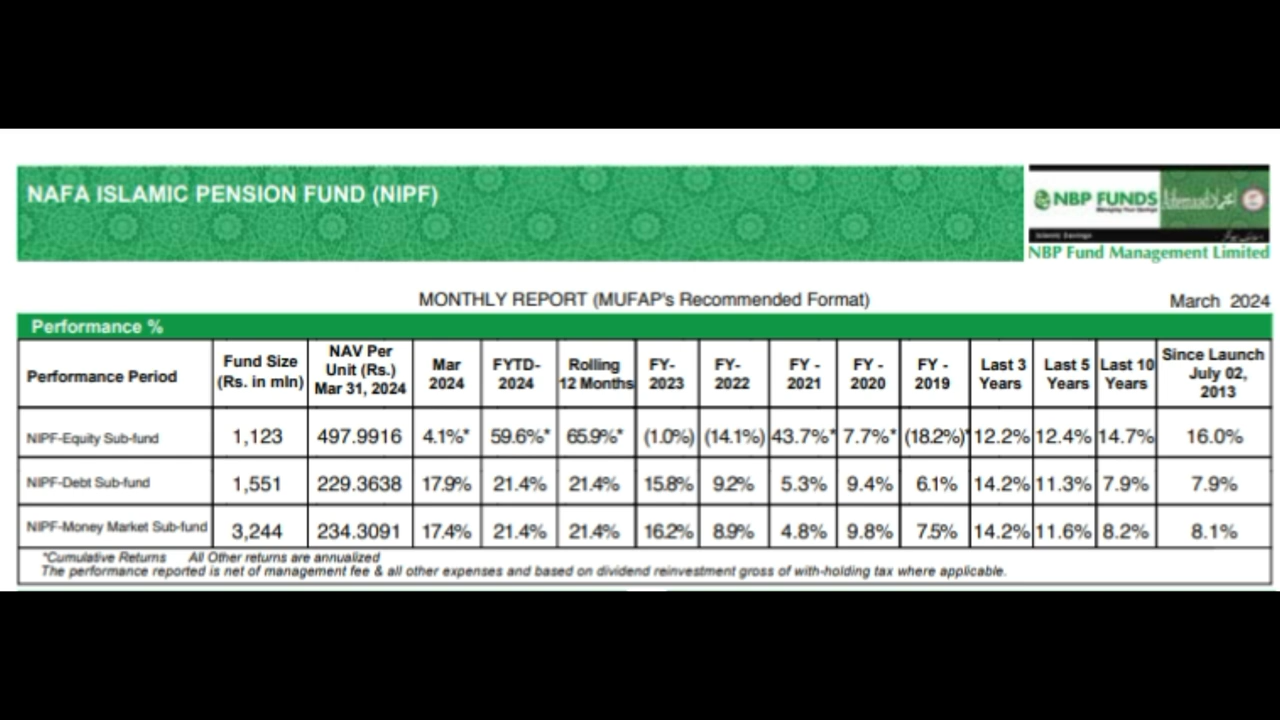 NAFA ISLAMIC PENSION FUND (NIPF)
NBP FUNDS
Managing Your Savings
Islamic Savings
NBP Fund Management Limited
MONTHLY REPORT (MUFAP's Recommended Format) March 2024
Performance %
Performance Period Fund Size (Rs. in mln) NAV Per Unit (Rs.) Mar 31, 2024 Mar 2024 FYTD- 2024 Rolling 12 Months FY- 2023 FY- 2022 FY - 2021 FY - 2020 FY - 2019 Last 3 Years Last 5 Years Last 10 Years Since Launch July 02, 2013
NIPF-Equity Sub-fund 1,123 497.9916 4.1%* 59.6%* 65.9%* (1.0%) (14.1%) 43.7%* 7.7%* (18.2%)* 12.2% 12.4% 14.7% 16.0%
NIPF-Debt Sub-fund 1,551 229.3638 17.9% 21.4% 21.4% 15.8% 9.2% 5.3% 9.4% 6.1% 14.2% 11.3% 7.9% 7.9%
NIPF-Money Market Sub-fund 3,244 234.3091 17.4% 21.4% 21.4% 16.2% 8.9% 4.8% 9.8% 7.5% 14.2% 11.6% 8.2% 8.1%
*Cumulative Returns All Other returns are annualized
The performance reported is net of management fee & all other expenses and based on dividend reinvestment gross of with-holding tax where applicable.